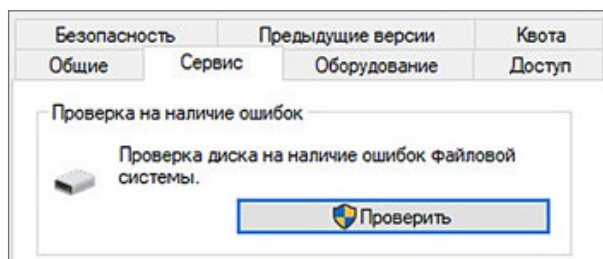 Безопасность Предыдущие версии Квота
Общие Сервис Оборудование Доступ
Проверка на наличие ошибок
Проверка диска на наличие ошибок файловой
системы.
Проверить